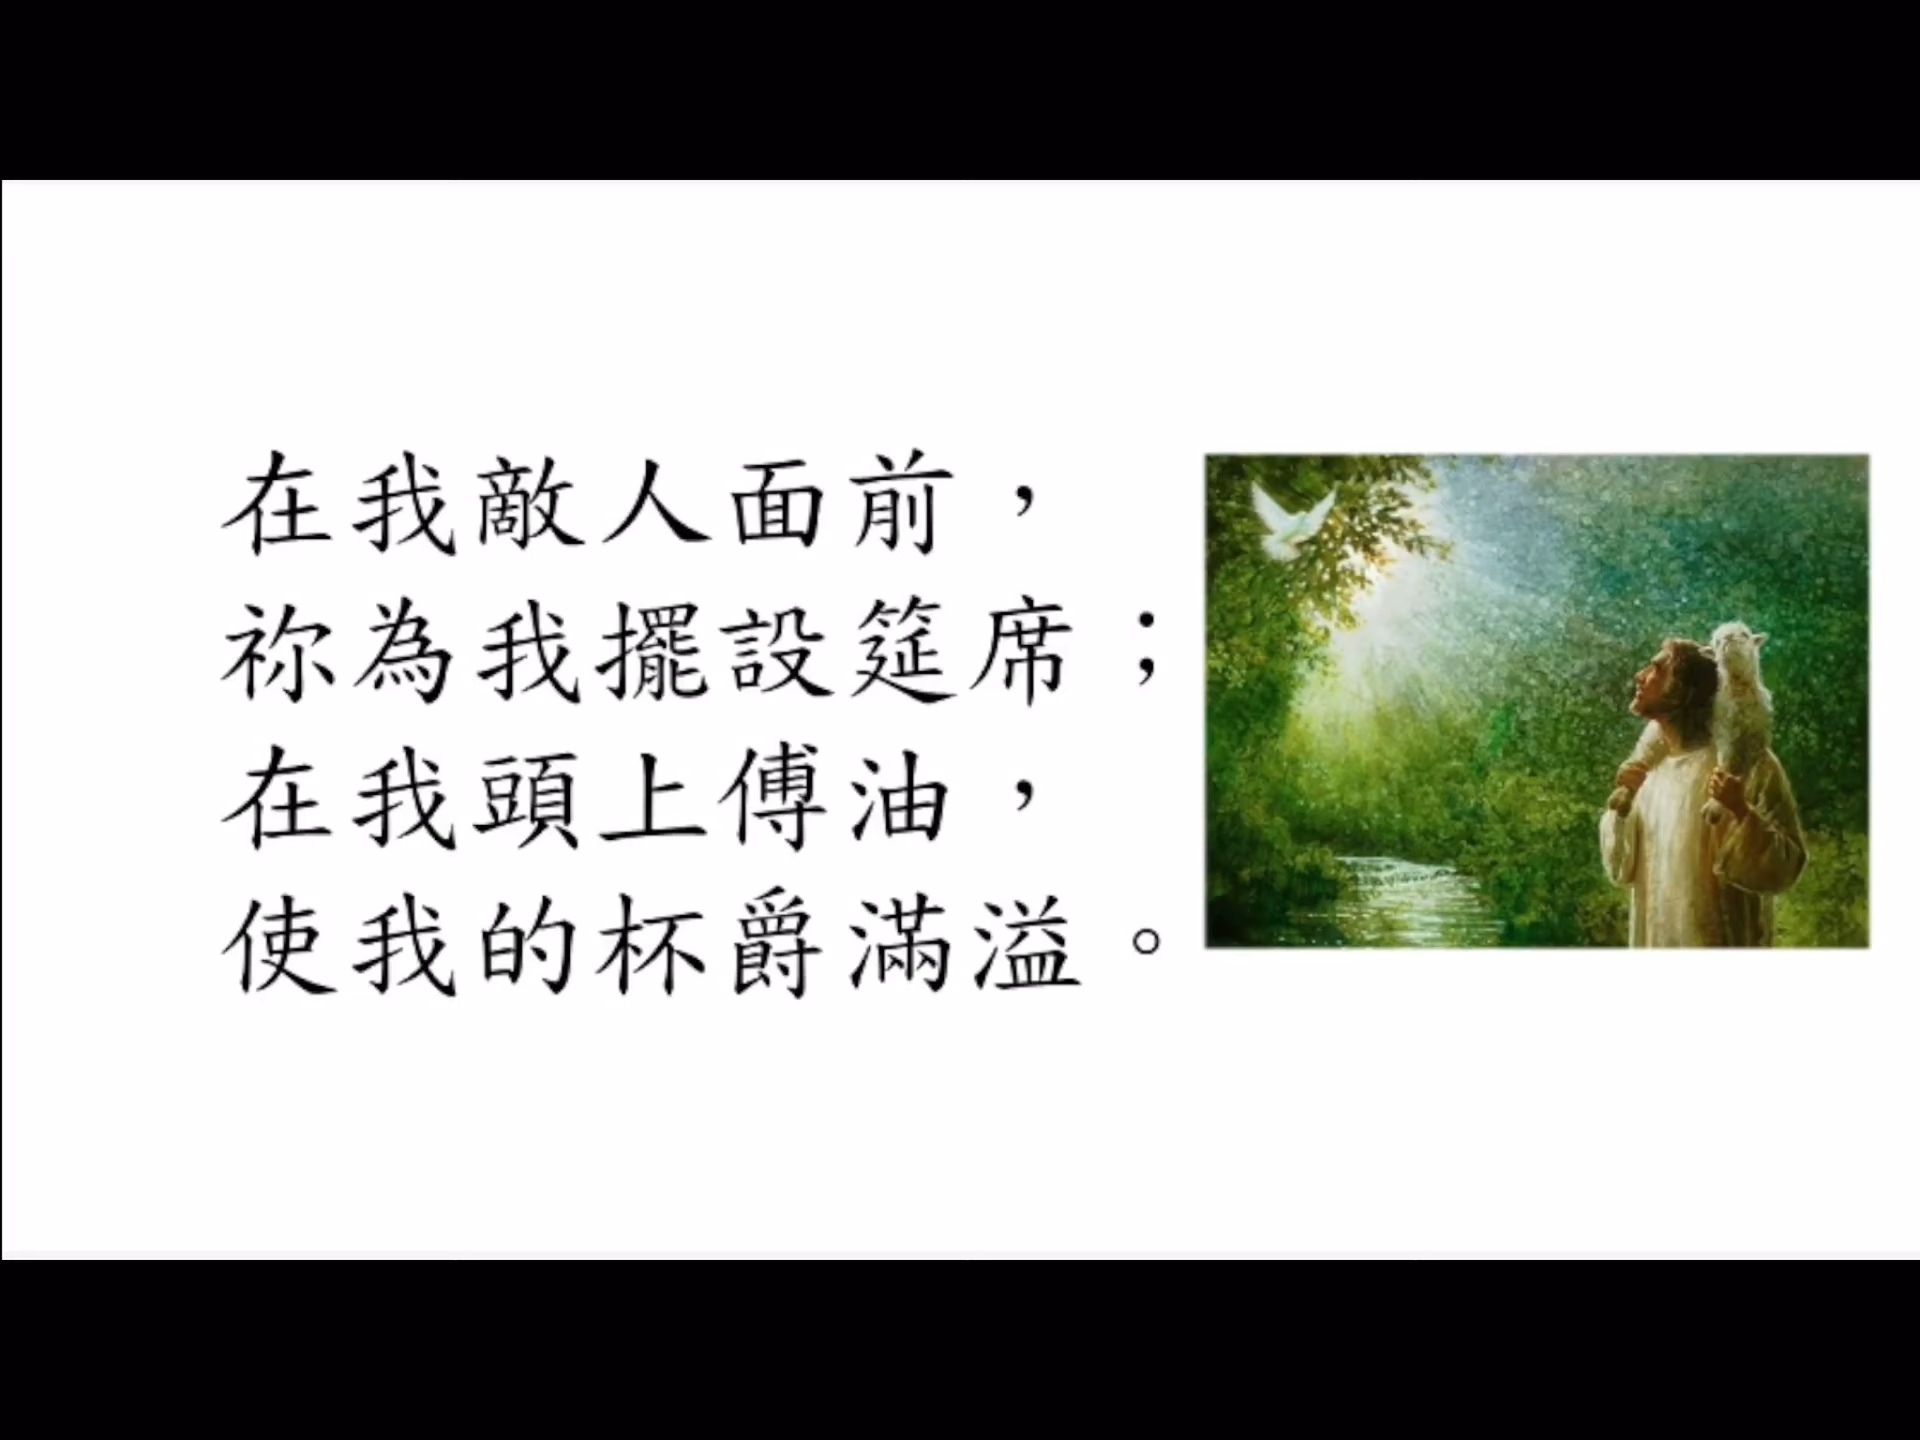 在我敵人面前，
祢為我擺設筵席；
在我頭上傅油，
使我的杯爵滿溢。